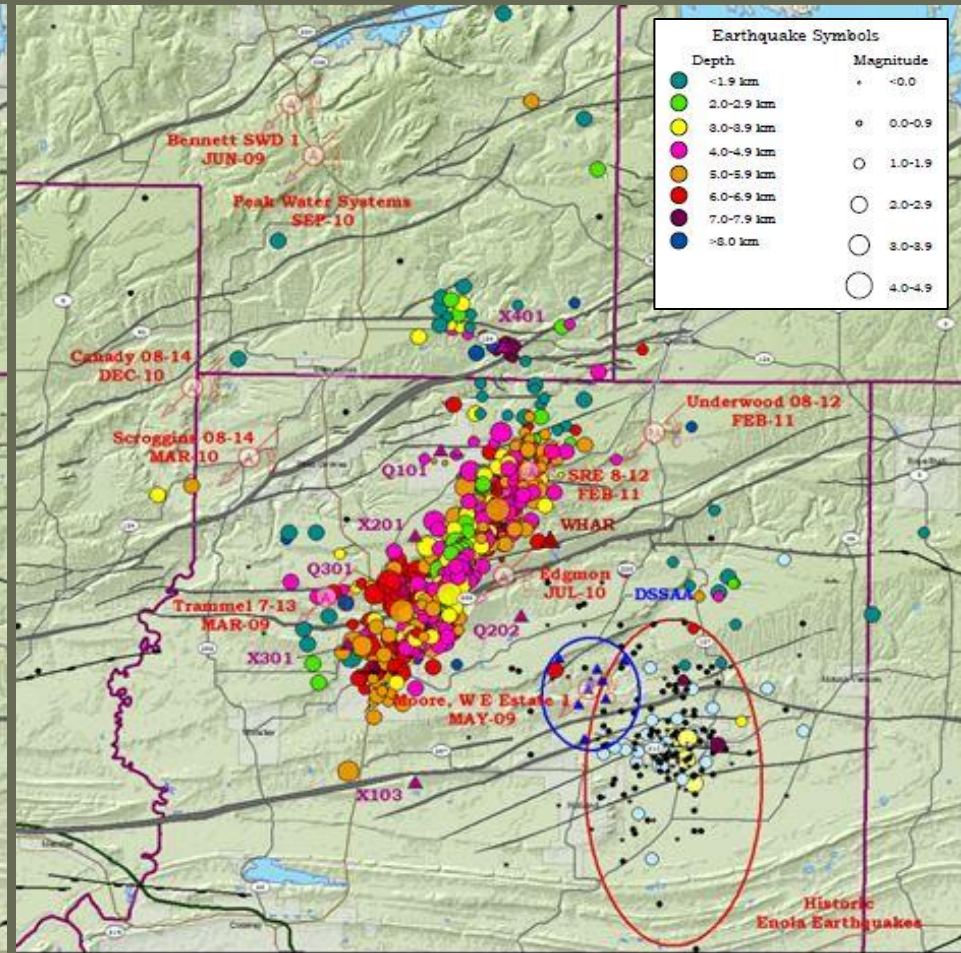 Earthquake Symbols
Depth
Magnitude
<1.9 km
<0.0
2.0-2.9 km
0.0-0.9
3.0-3.9 km
1.0-1.9
4.0-4.9 km
5.0-5.9 km
2.0-2.9
6.0-6.9 km
7.0-7.9 km
3.0-3.9
>8.0 km
4.0-4.9
Bennett SWD 1
JUN-09
Peak Water Systems
SEP-10
X401
Canady 08-14
DEC-10
Underwood 08-12
FEB-11
Scroggins 08-14
MAR-10
Q101
SRE 8-12
FEB-11
X201
WHAR
Q301
Edgmon
JUL-10
DSSAA
Trammel 7-13
MAR-09
Q202
X301
Moore, W E Estate 1
MAY-09
X103
Historic
Enola Earthquakes